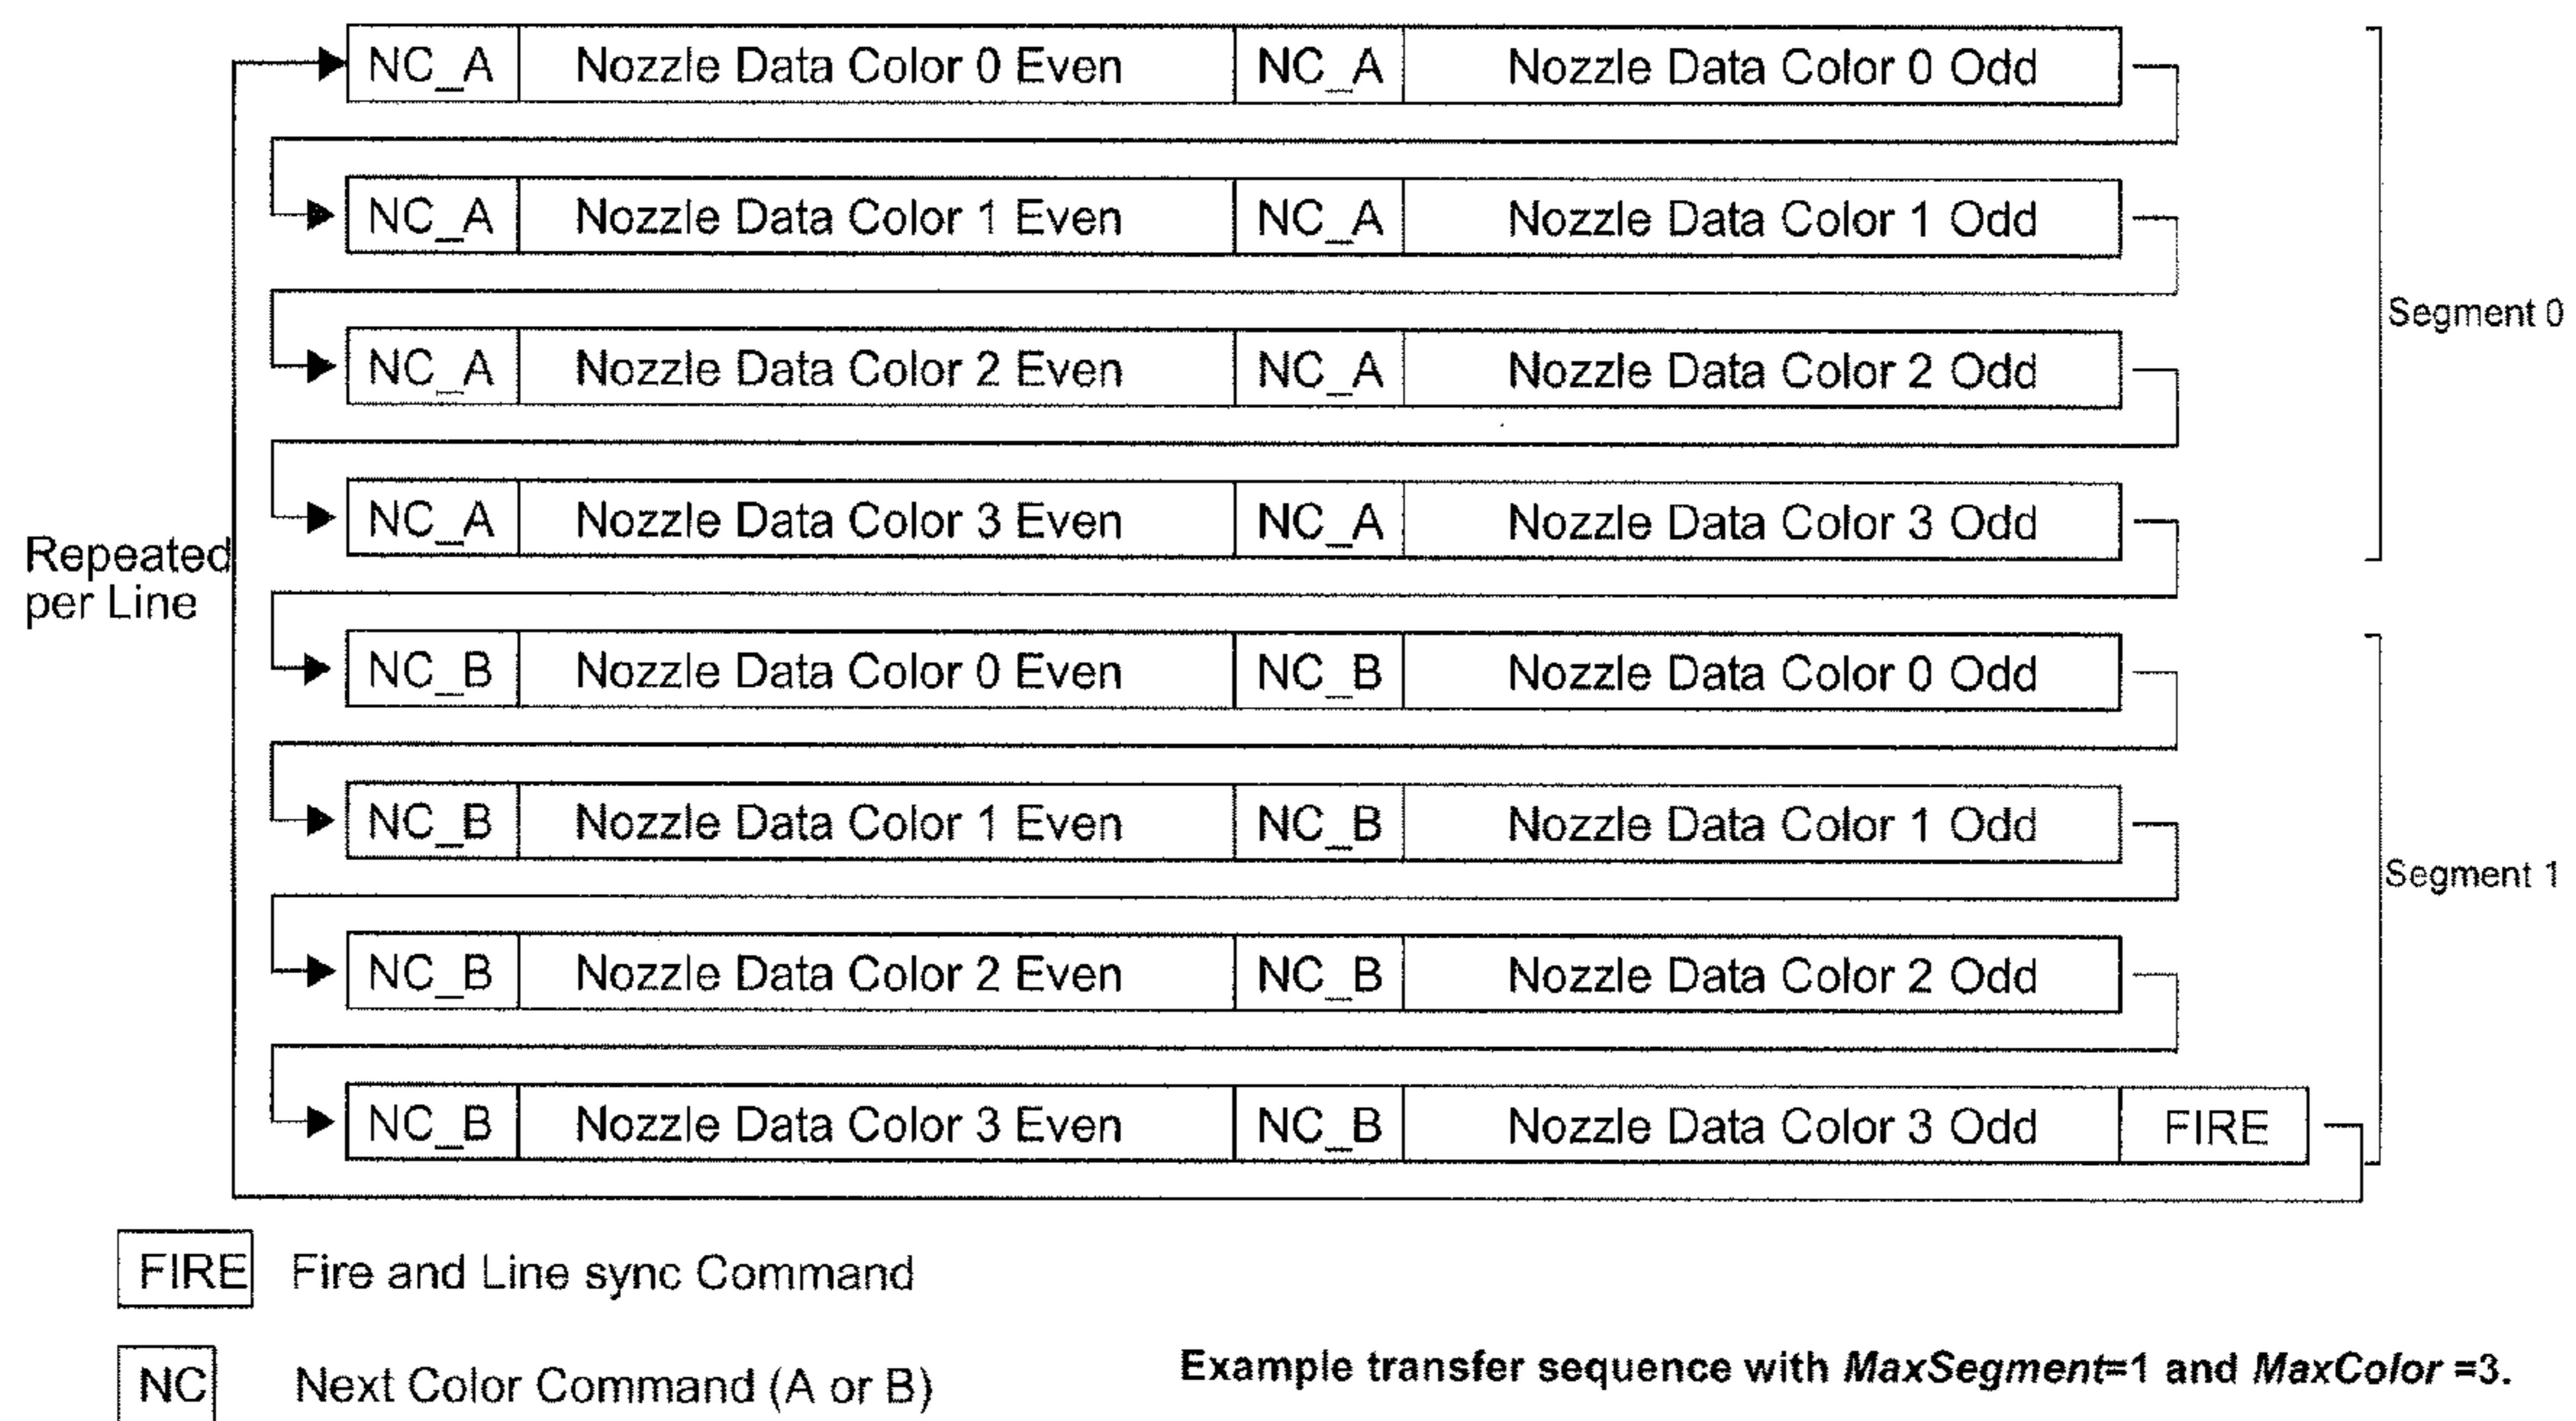 NC_A Nozzle Data Color 0 Even NC_A Nozzle Data Color 0 Odd
NC_A Nozzle Data Color 1 Even NC_A Nozzle Data Color 1 Odd
Segment 0
NC_A Nozzle Data Color 2 Even NC_A Nozzle Data Color 2 Odd
NC_A Nozzle Data Color 3 Even NC_A Nozzle Data Color 3 Odd
Repeated
per Line
NC_B Nozzle Data Color 0 Even NC_B Nozzle Data Color 0 Odd
NC_B Nozzle Data Color 1 Even NC_B Nozzle Data Color 1 Odd
Segment 1
NC_B Nozzle Data Color 2 Even NC_B Nozzle Data Color 2 Odd
NC_B Nozzle Data Color 3 Even NC_B Nozzle Data Color 3 Odd FIRE
FIRE Fire and Line sync Command
NC Next Color Command (A or B)
Example transfer sequence with MaxSegment=1 and MaxColor =3.